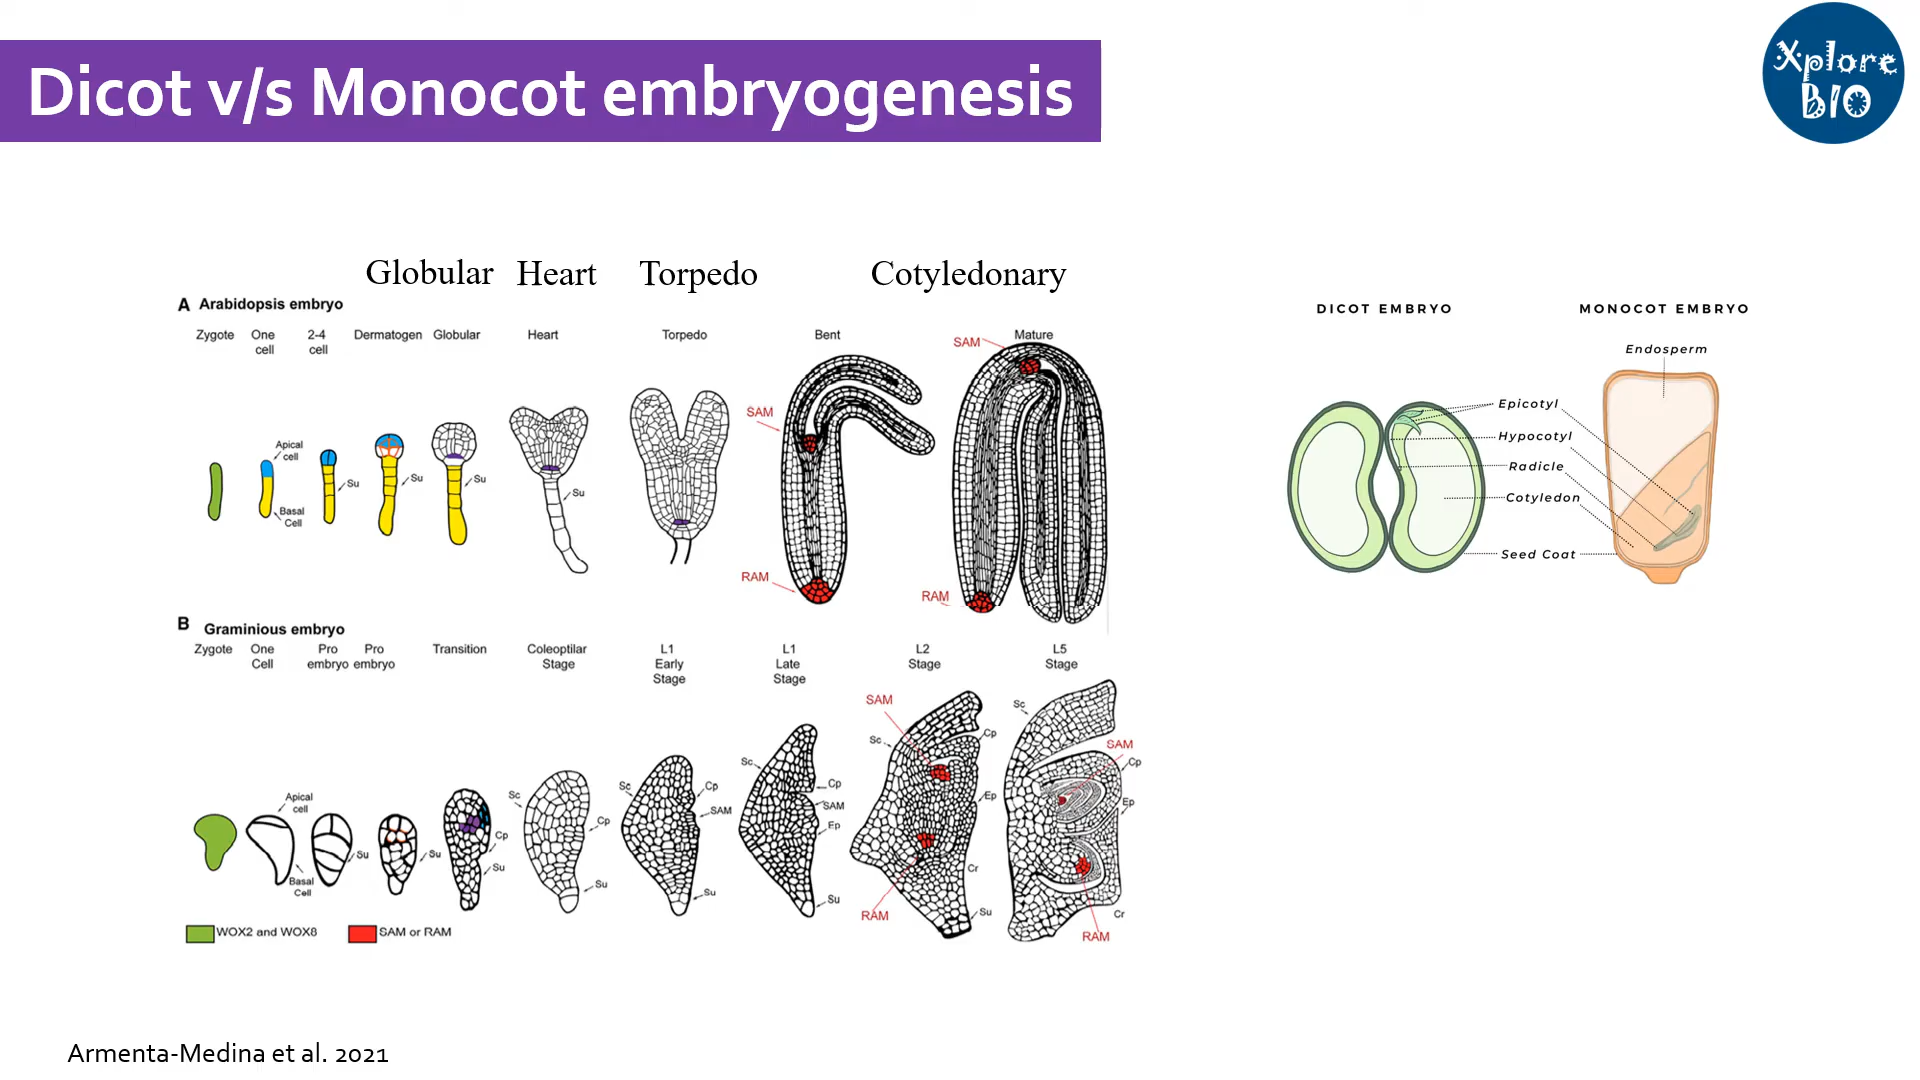 Dicot v/s Monocot embryogenesis
Xplore
BIO
Globular Heart Torpedo Cotyledonary
A Arabidopsis embryo
Zygote One cell 2-4 cell Dermatogen Globular Heart Torpedo Bent Mature
SAM
SAM
Apical cell
Su
Su
Su
Su
Basal Cell
RAM
RAM
DICOT EMBRYO
MONOCOT EMBRYO
Endosperm
Epicotyl
Hypocotyl
Radicle
Cotyledon
Seed Coat
B Graminious embryo
Zygote One Cell Pro embryo Pro embryo Transition Coleoptilar Stage L1 Early Stage L1 Late Stage L2 Stage L5 Stage
Apical cell
Basal Cell
Su
Su
Cp
Su
Sc
Cp
Su
Sc
Cp
SAM
Su
Sc
Cp
SAM
Ep
Su
SAM
Sc
Cp
Ep
Cr
RAM
Su
Sc
SAM
Cp
Ep
Cr
RAM
WOX2 and WOX8
SAM or RAM
Armenta-Medina et al. 2021